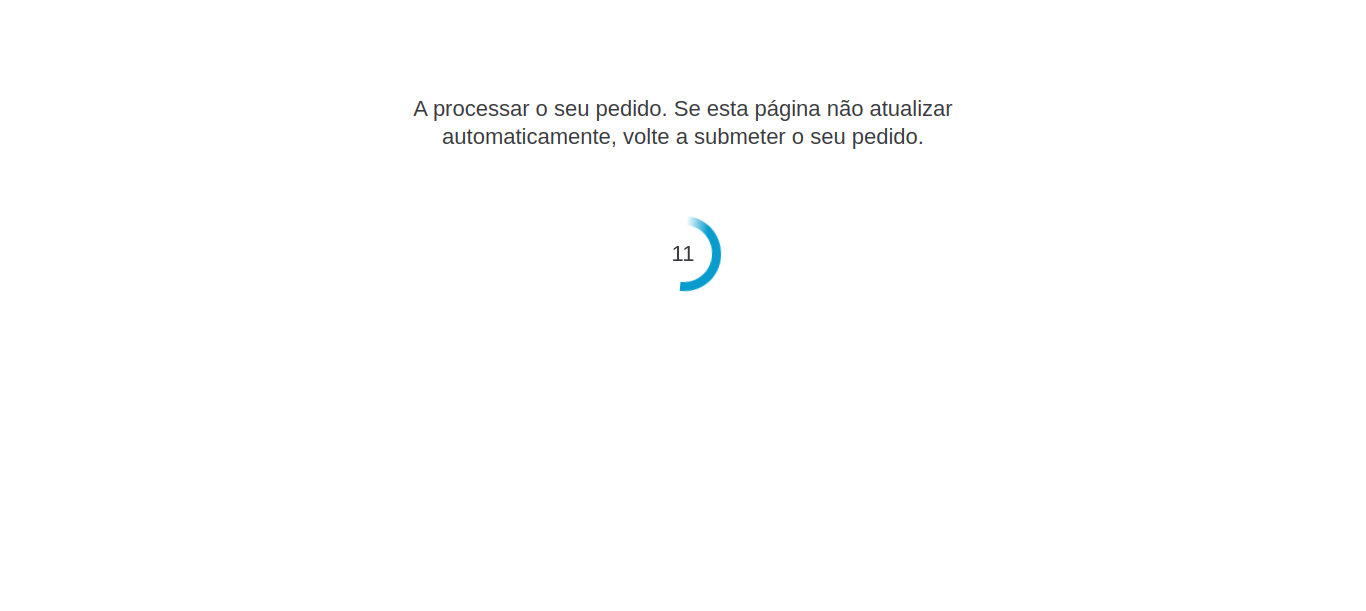 A processar o seu pedido. Se esta página não atualizar
automaticamente, volte a submeter o seu pedido.
11